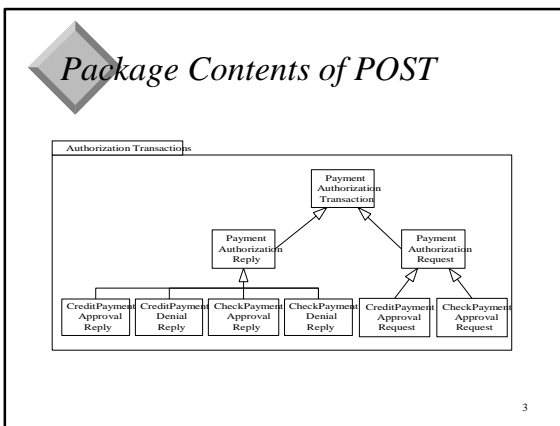 Package Contents of POST
Authorization Transactions
Payment
Authorization
Transaction
Payment
Authorization
Reply
Payment
Authorization
Request
CreditPayment
Approval
Reply
CreditPayment
Denial
Reply
CheckPayment
Approval
Reply
CheckPayment
Denial
Reply
CreditPayment
Approval
Request
CheckPayment
Approval
Request
3